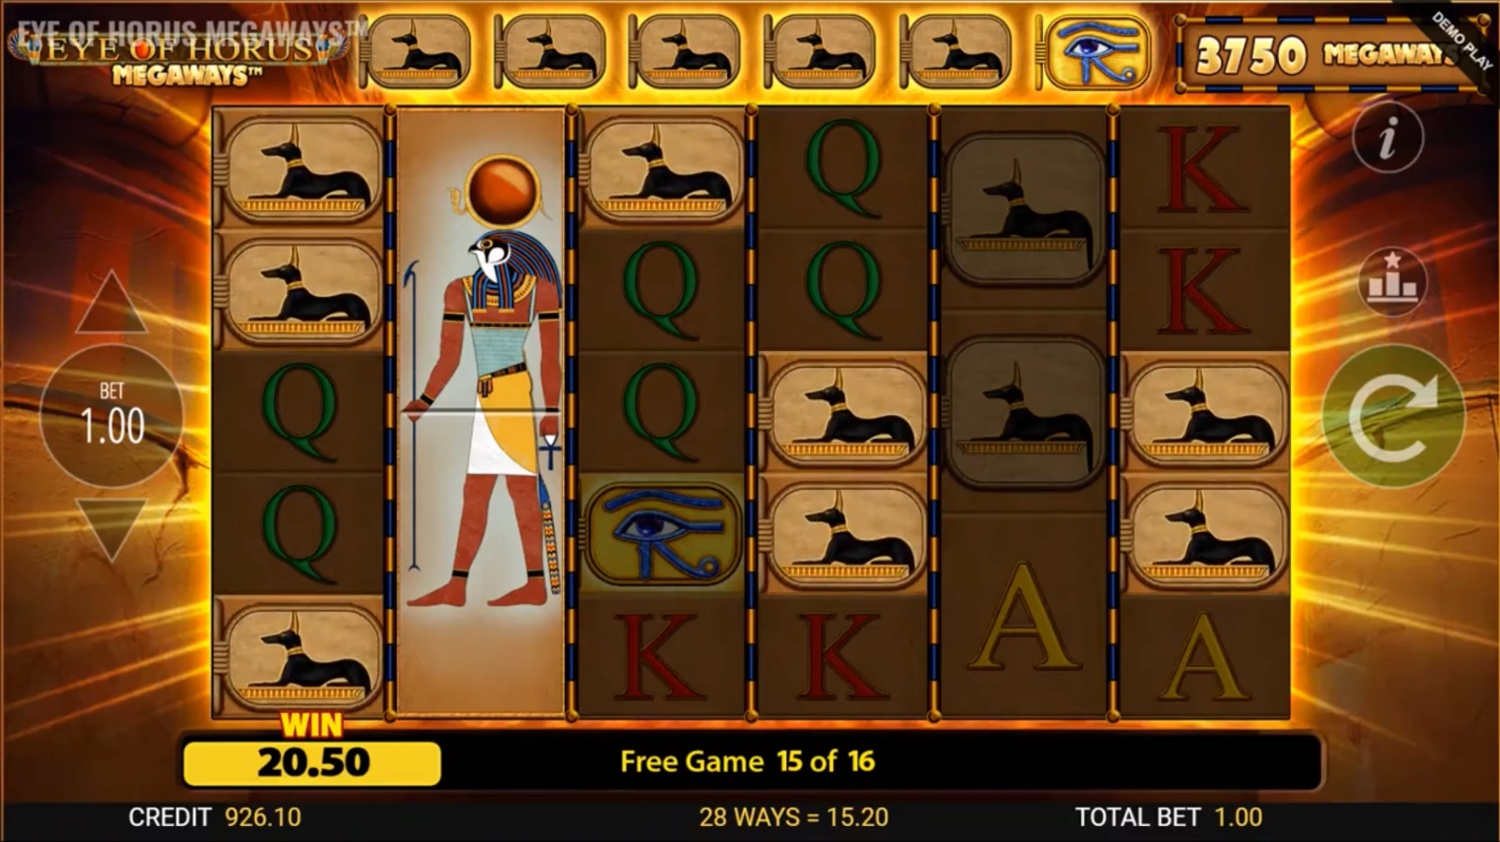 EYE OF HORUS MEGAWAYS™
EYE OF HORUS
MEGAWAYS™
3750 MEGAWAYS
DEMO PLAY
i
Q K
Q Q K
BET
1.00
Q Q
Q
K K A A
WIN
20.50
Free Game 15 of 16
CREDIT 926.10
28 WAYS = 15.20
TOTAL BET 1.00